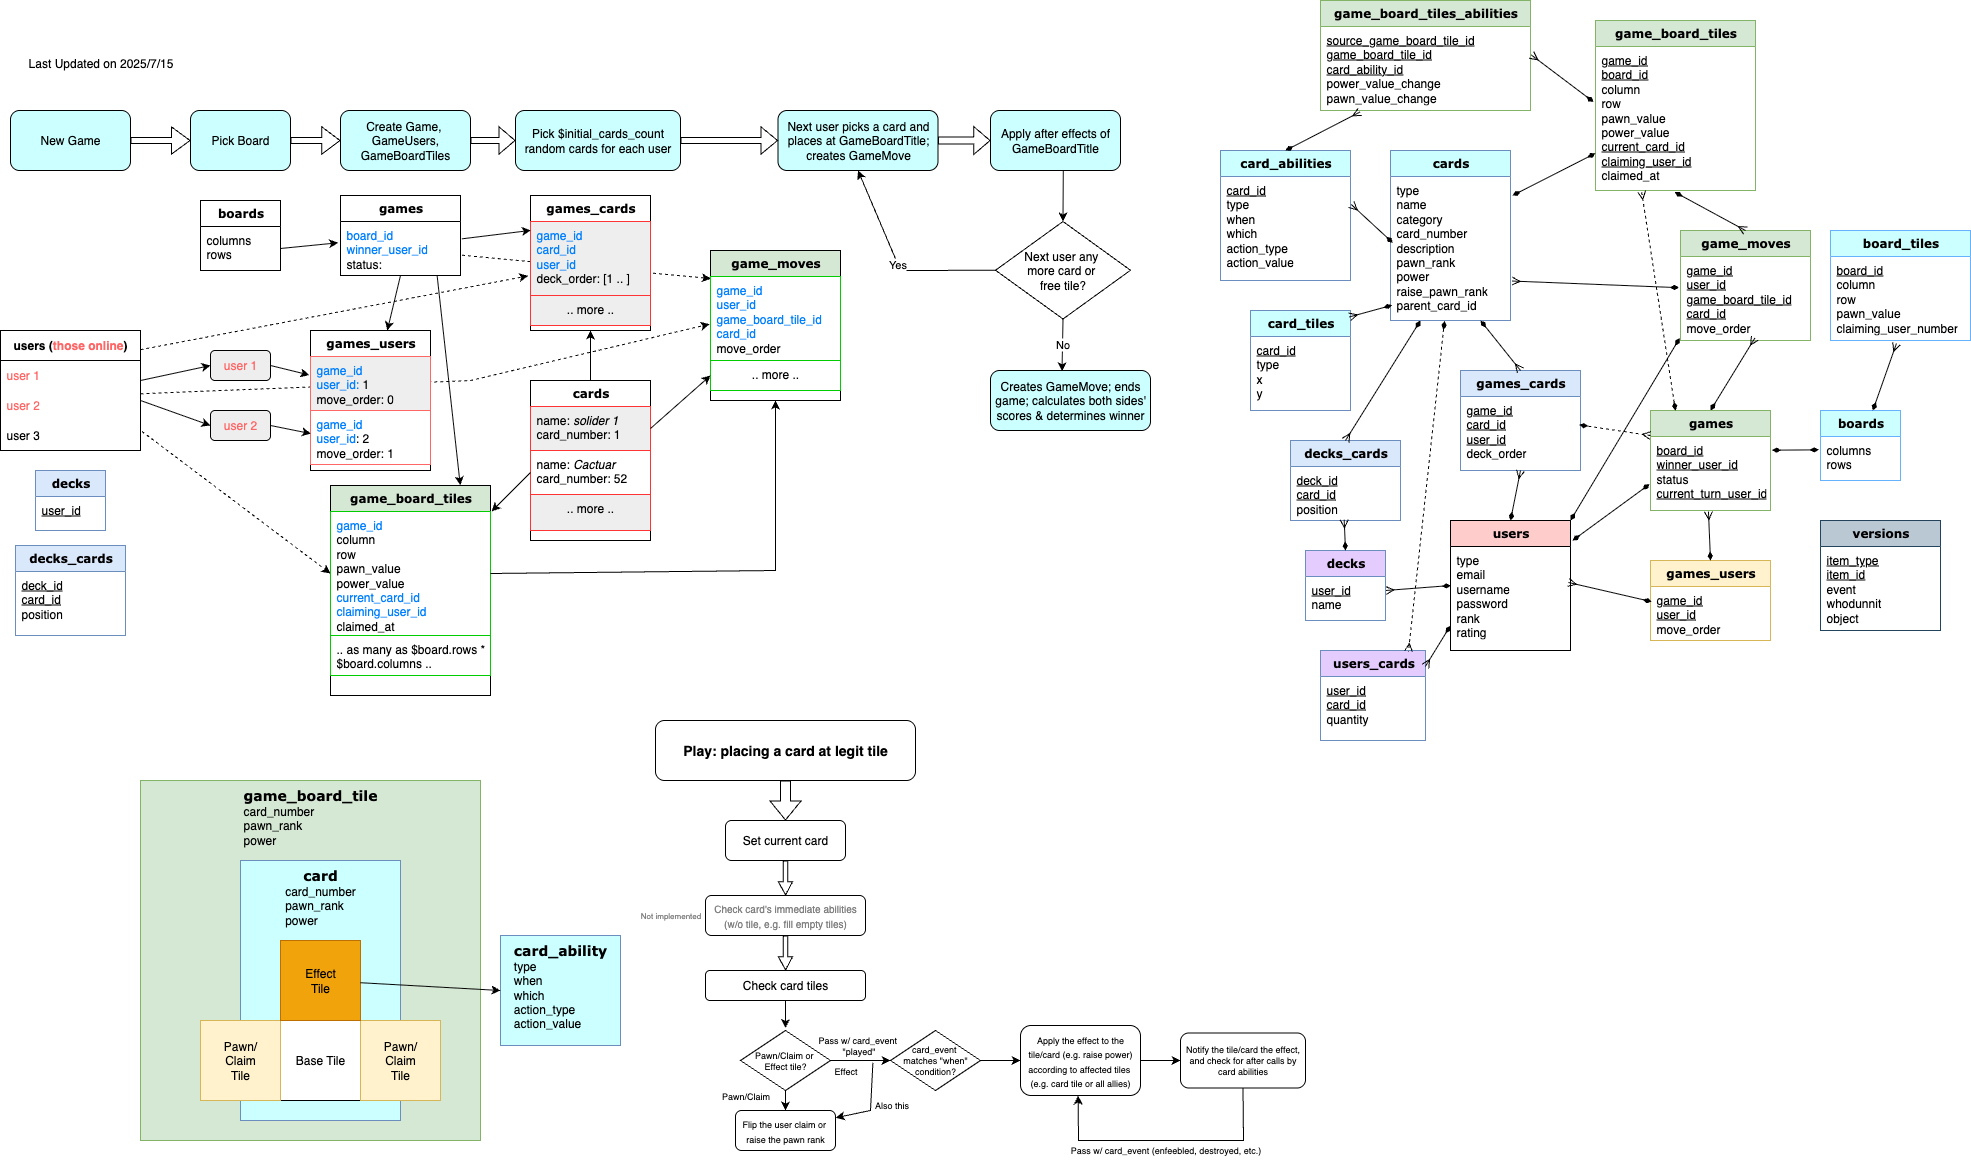 Last Updated on 2025/7/15
New Game
Pick Board
Create Game,
GameUsers,
GameBoardTiles
Pick $initial_cards_count
random cards for each user
Next user picks a card and
places at GameBoardTitle;
creates GameMove
Apply after effects of
GameBoardTitle
Next user any
more card or
free tile?
Yes
No
Creates GameMove; ends
game; calculates both sides'
scores & determines winner
boards
columns
rows
games
board_id
winner_user_id
status:
games_cards
game_id
card_id
user_id
deck_order: [1 .. ]
.. more ..
game_moves
game_id
user_id
game_board_tile_id
card_id
move_order
.. more ..
users (those online)
user 1
user 2
user 3
user 1
user 2
games_users
game_id
user_id: 1
move_order: 0
game_id
user_id: 2
move_order: 1
cards
name: solider 1
card_number: 1
name: Cactuar
card_number: 52
.. more ..
decks
user_id
decks_cards
deck_id
card_id
position
game_board_tiles
game_id
column
row
pawn_value
power_value
current_card_id
claiming_user_id
claimed_at
.. as many as $board.rows *
$board.columns ..
game_board_tiles_abilities
source_game_board_tile_id
game_board_tile_id
card_ability_id
power_value_change
pawn_value_change
game_board_tiles
game_id
board_id
column
row
pawn_value
power_value
current_card_id
claiming_user_id
claimed_at
card_abilities
card_id
type
when
which
action_type
action_value
cards
type
name
category
card_number
description
pawn_rank
power
raise_pawn_rank
parent_card_id
game_moves
game_id
user_id
game_board_tile_id
card_id
move_order
board_tiles
board_id
column
row
pawn_value
claiming_user_number
card_tiles
card_id
type
x
y
games_cards
game_id
card_id
user_id
deck_order
games
board_id
winner_user_id
status
current_turn_user_id
boards
columns
rows
decks_cards
deck_id
card_id
position
users
type
email
username
password
rank
rating
versions
item_type
item_id
event
whodunnit
object
decks
user_id
name
games_users
game_id
user_id
move_order
users_cards
user_id
card_id
quantity
game_board_tile
card_number
pawn_rank
power
card
card_number
pawn_rank
power
Effect
Tile
Pawn/
Claim
Tile
Base Tile
Pawn/
Claim
Tile
card_ability
type
when
which
action_type
action_value
Play: placing a card at legit tile
Set current card
Not implemented
Check card's immediate abilities
(w/o tile, e.g. fill empty tiles)
Check card tiles
Pawn/Claim or
Effect tile?
Pass w/ card_event
"played"
Effect
Pawn/Claim
Also this
Flip the user claim or
raise the pawn rank
card_event
matches "when"
condition?
Apply the effect to the
tile/card (e.g. raise power)
according to affected tiles
(e.g. card tile or all allies)
Notify the tile/card the effect,
and check for after calls by
card abilities
Pass w/ card_event (enfeebled, destroyed, etc.)